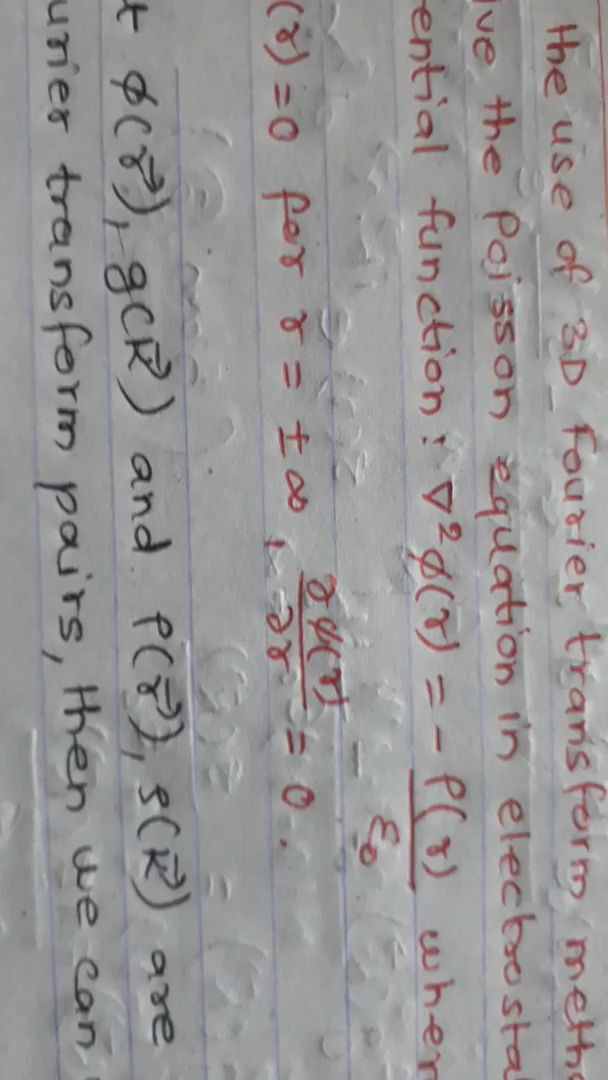 the use of 3D fourier transform meth
ive the Poisson equation in electrosta
ential function: ∇²φ(r) = - ρ(r)/ε₀ when
(r) = 0 for r = ±∞, ∂φ(r)/∂r = 0.
t φ(r⃗), g(k⃗) and ρ(r⃗), s(k⃗) are
urier transform pairs, then we can